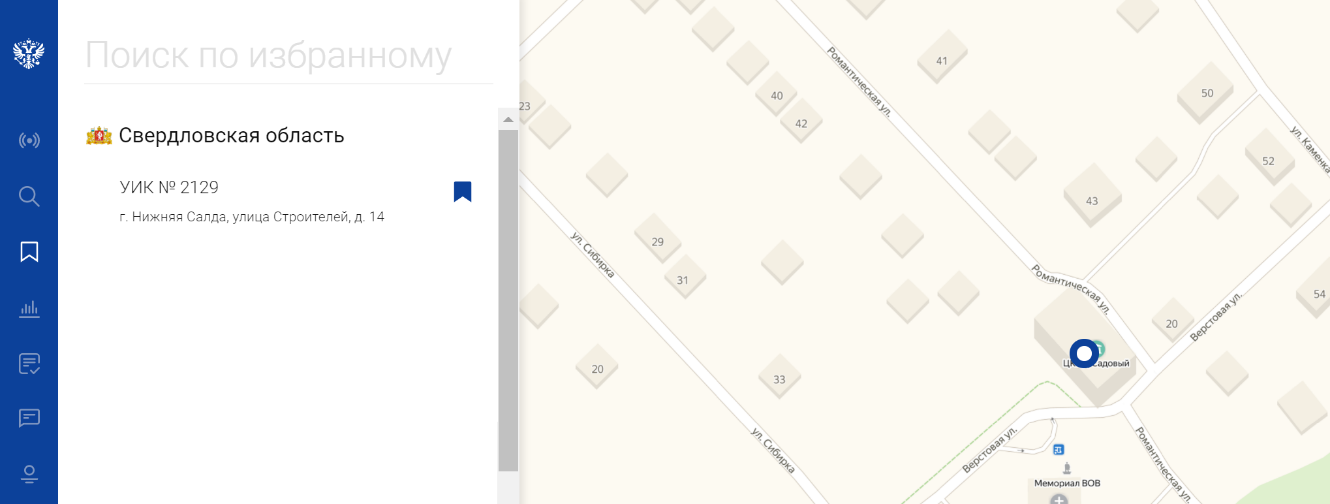 Поиск по избранному
Свердловская область
УИК № 2129
г. Нижняя Салда, улица Строителей, д. 14
Романтическая ул.
41
50
23
40
42
ул. Каменка
52
43
29
ул. Сибирка
31
Романтическая ул.
54
20
Верстовая ул.
Садовый
20
33
ул. Сибирка
Верстовая ул.
Романтическая ул.
Мемориал ВОВ